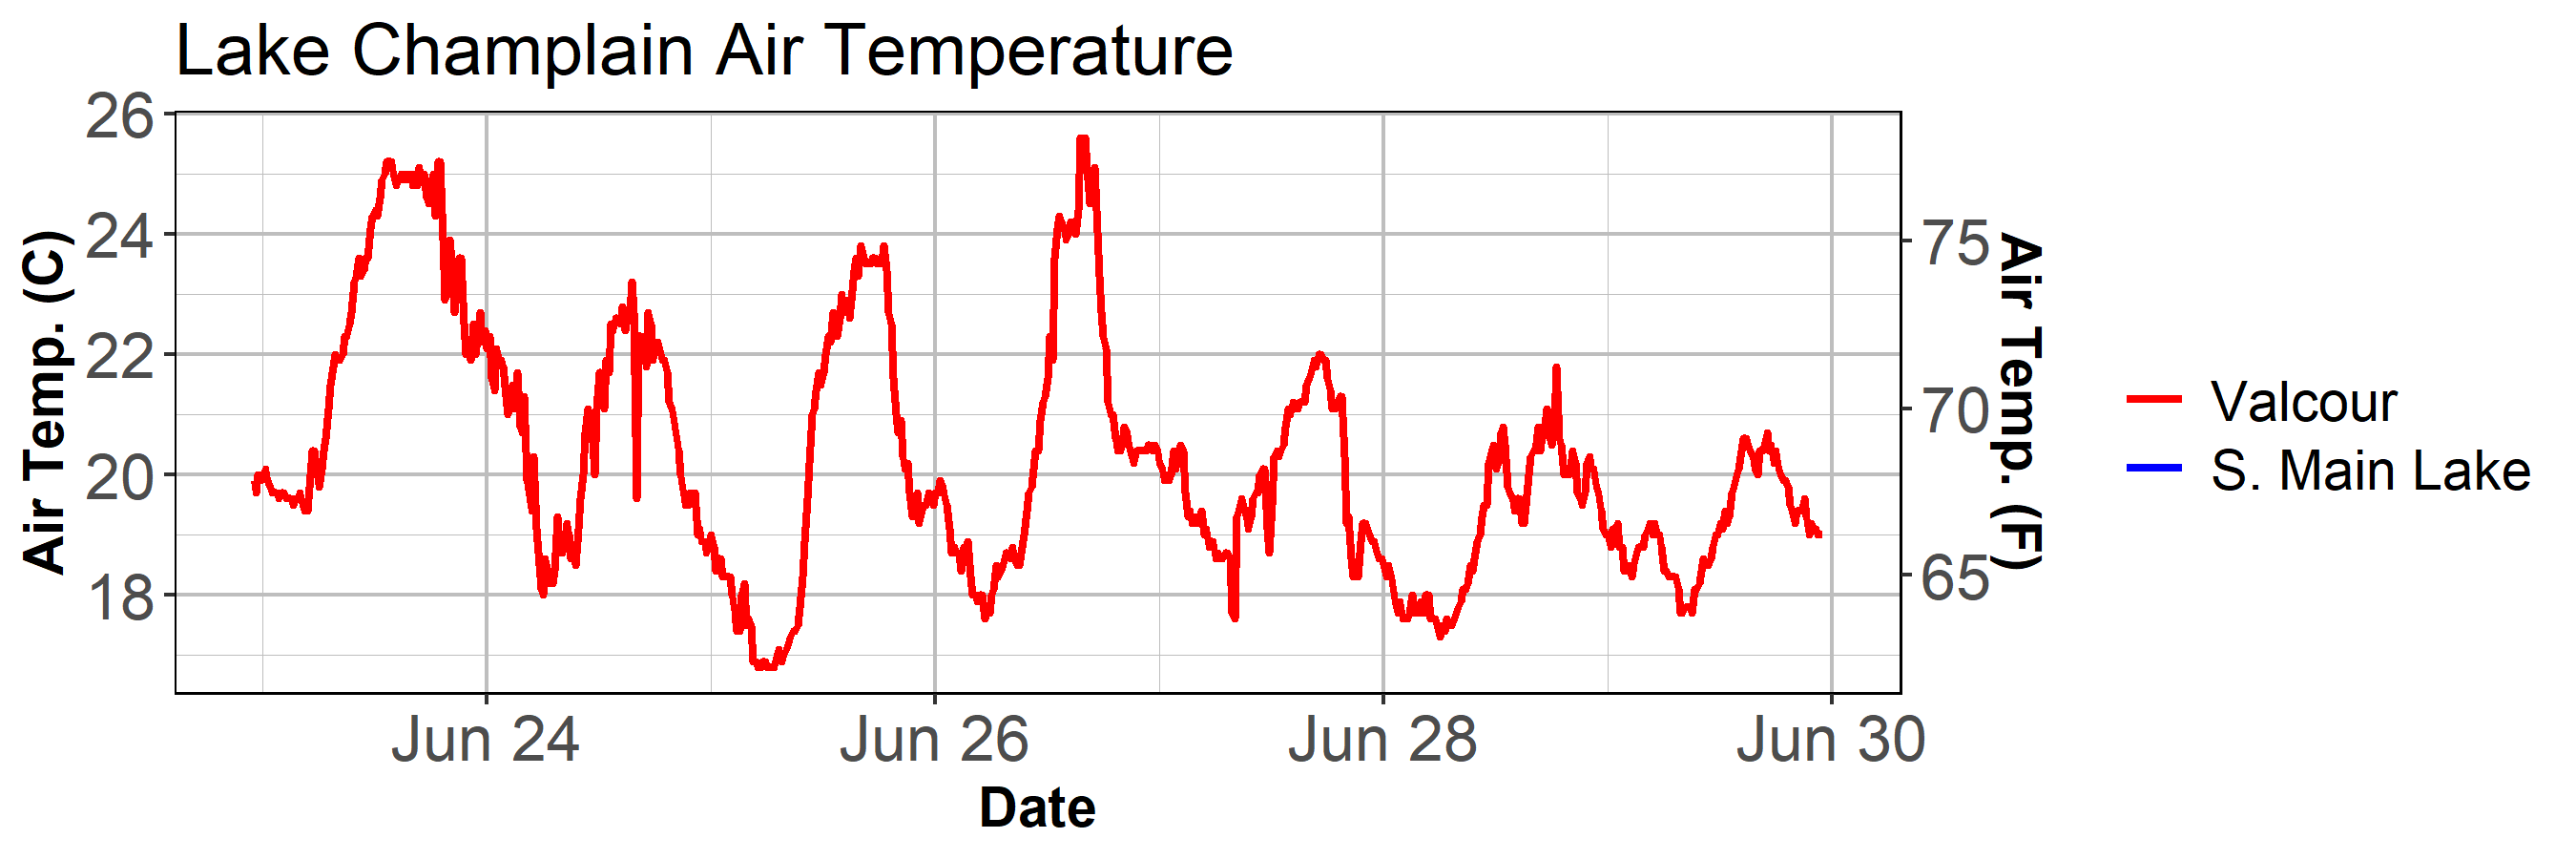 Lake Champlain Air Temperature
Air Temp. (C)
26
24
22
20
18
75
70
65
Air Temp. (F)
Jun 24
Jun 26
Jun 28
Jun 30
Date
Valcour
S. Main Lake